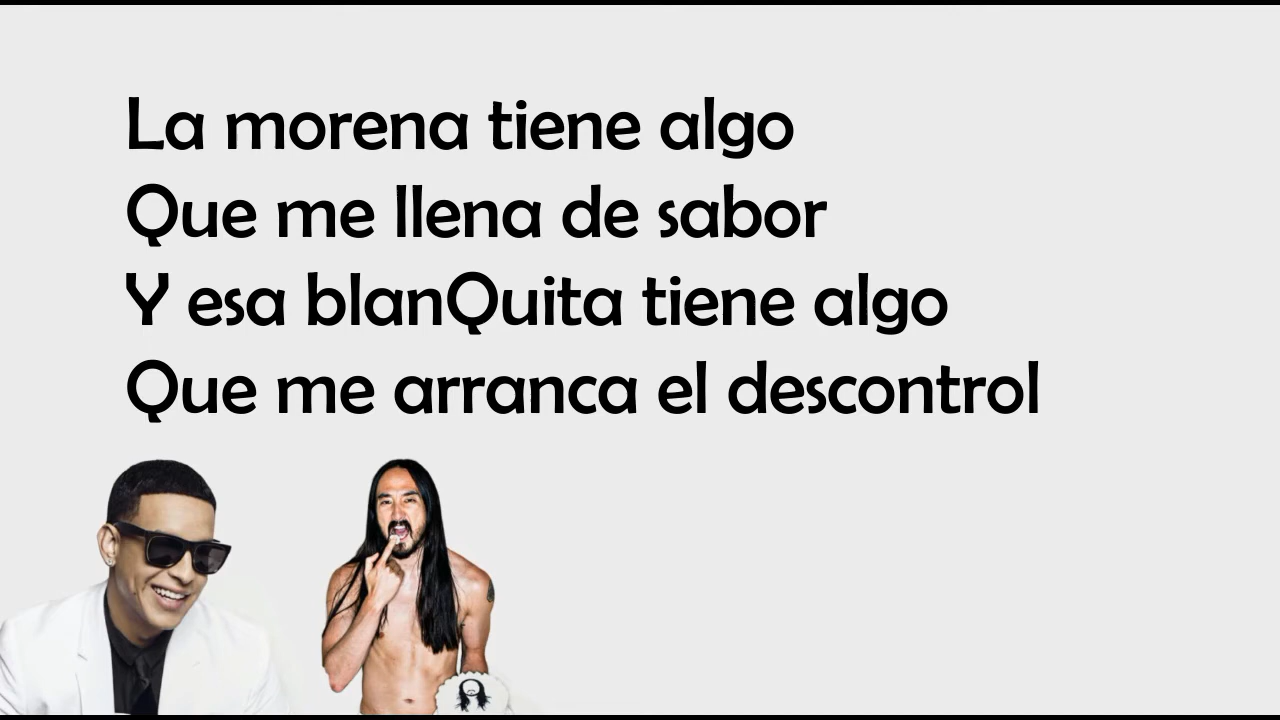 La morena tiene algo
Que me llena de sabor
Y esa blanQuita tiene algo
Que me arranca el descontrol